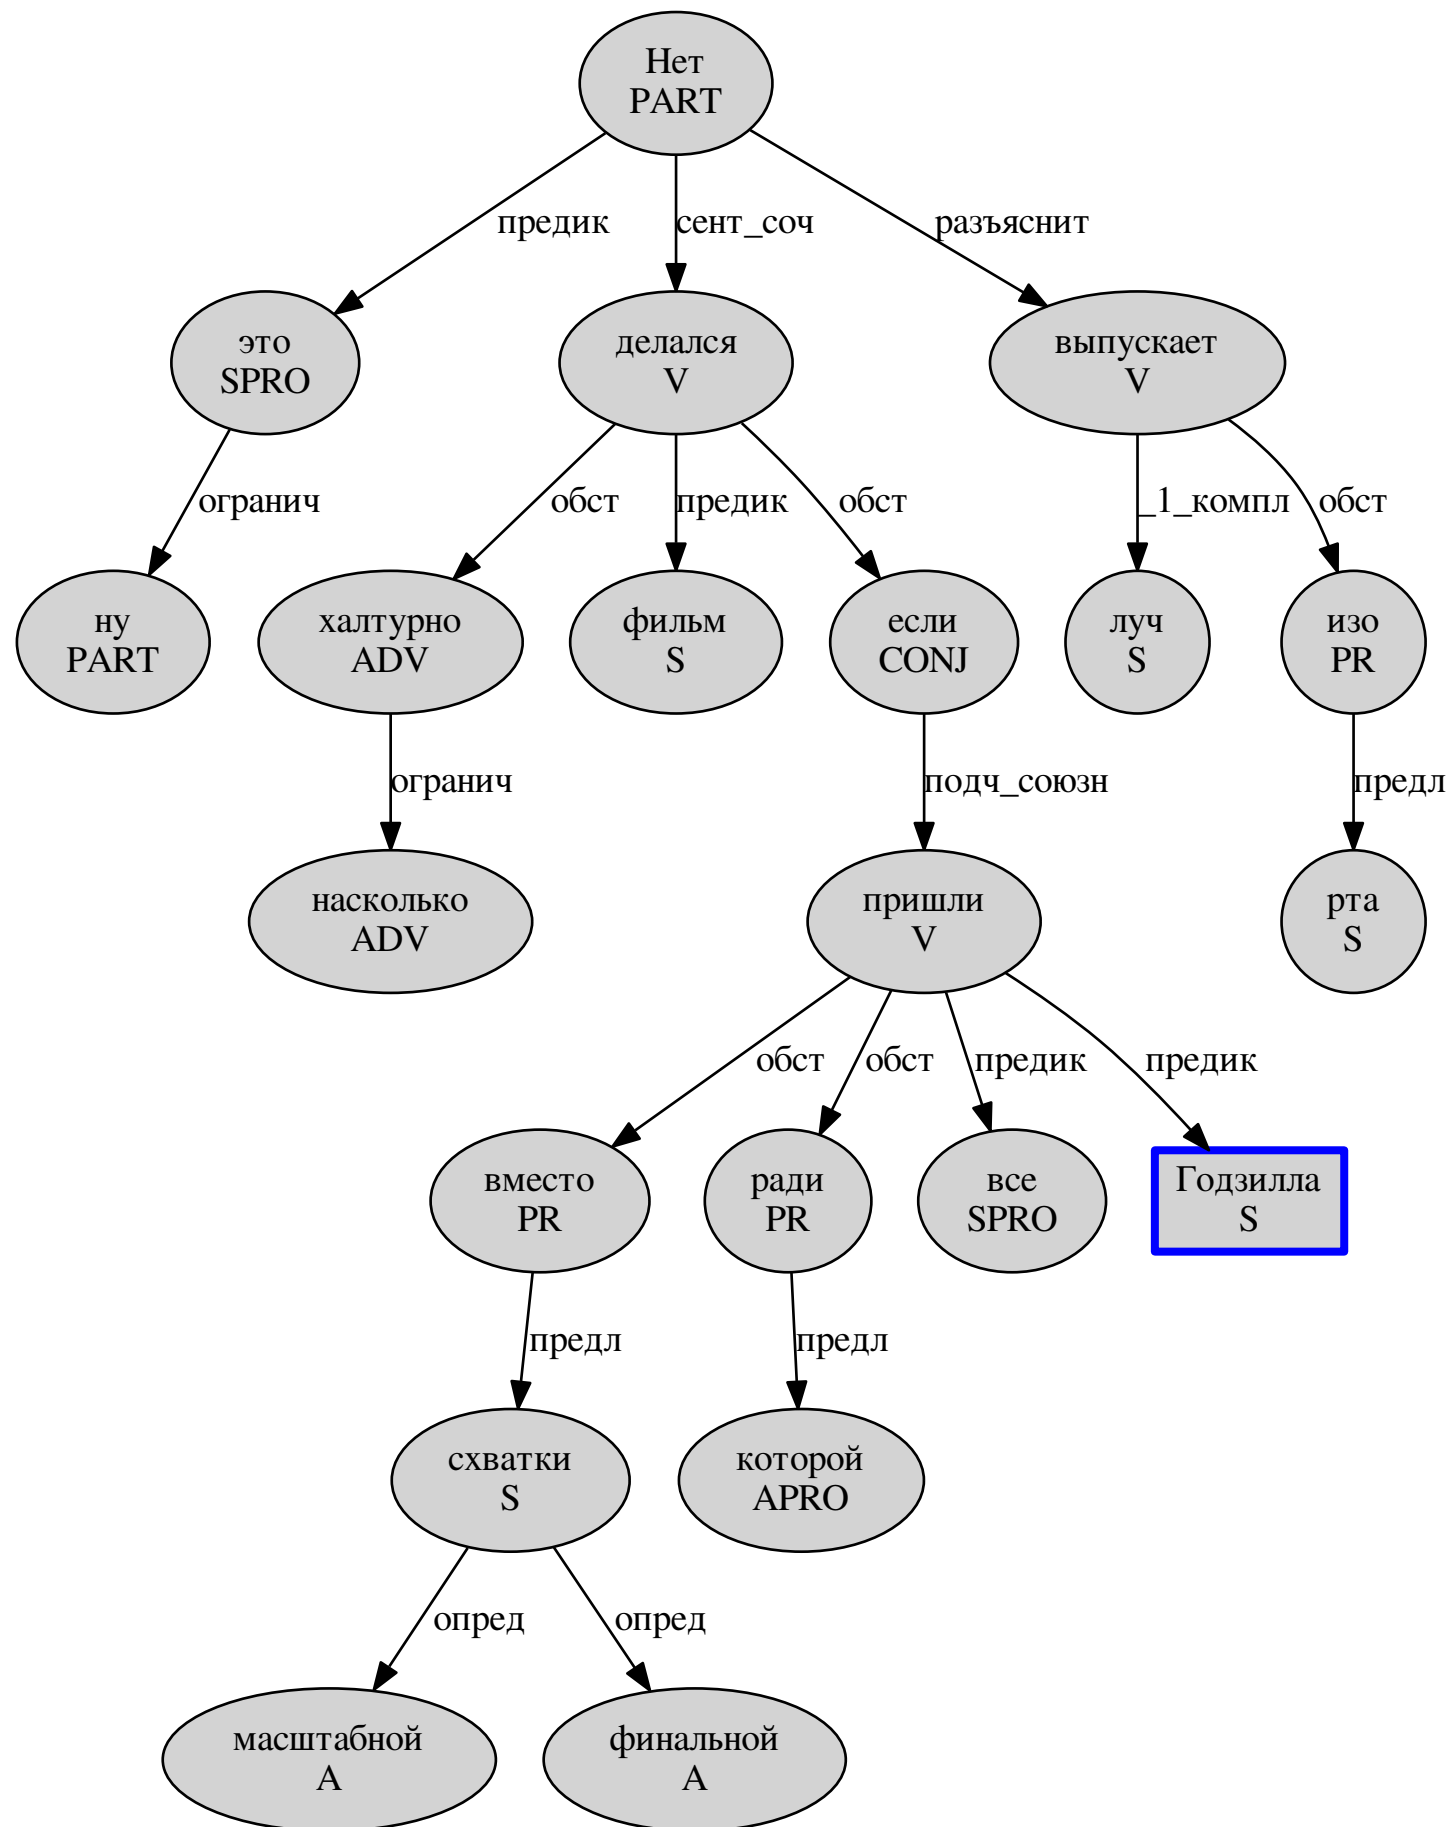 Нет
PART
предик
сент_соч
разъяснит
это
SPRO
делался
V
выпускает
V
огранич
обст
предик
обст
_1_компл
обст
ну
PART
халтурно
ADV
фильм
S
если
CONJ
луч
S
изо
PR
огранич
подч_союзн
предл
насколько
ADV
пришли
V
рта
S
обст
обст
предик
предик
вместо
PR
ради
PR
все
SPRO
Годзилла
S
предл
предл
схватки
S
которой
APRO
опред
опред
масштабной
A
финальной
A